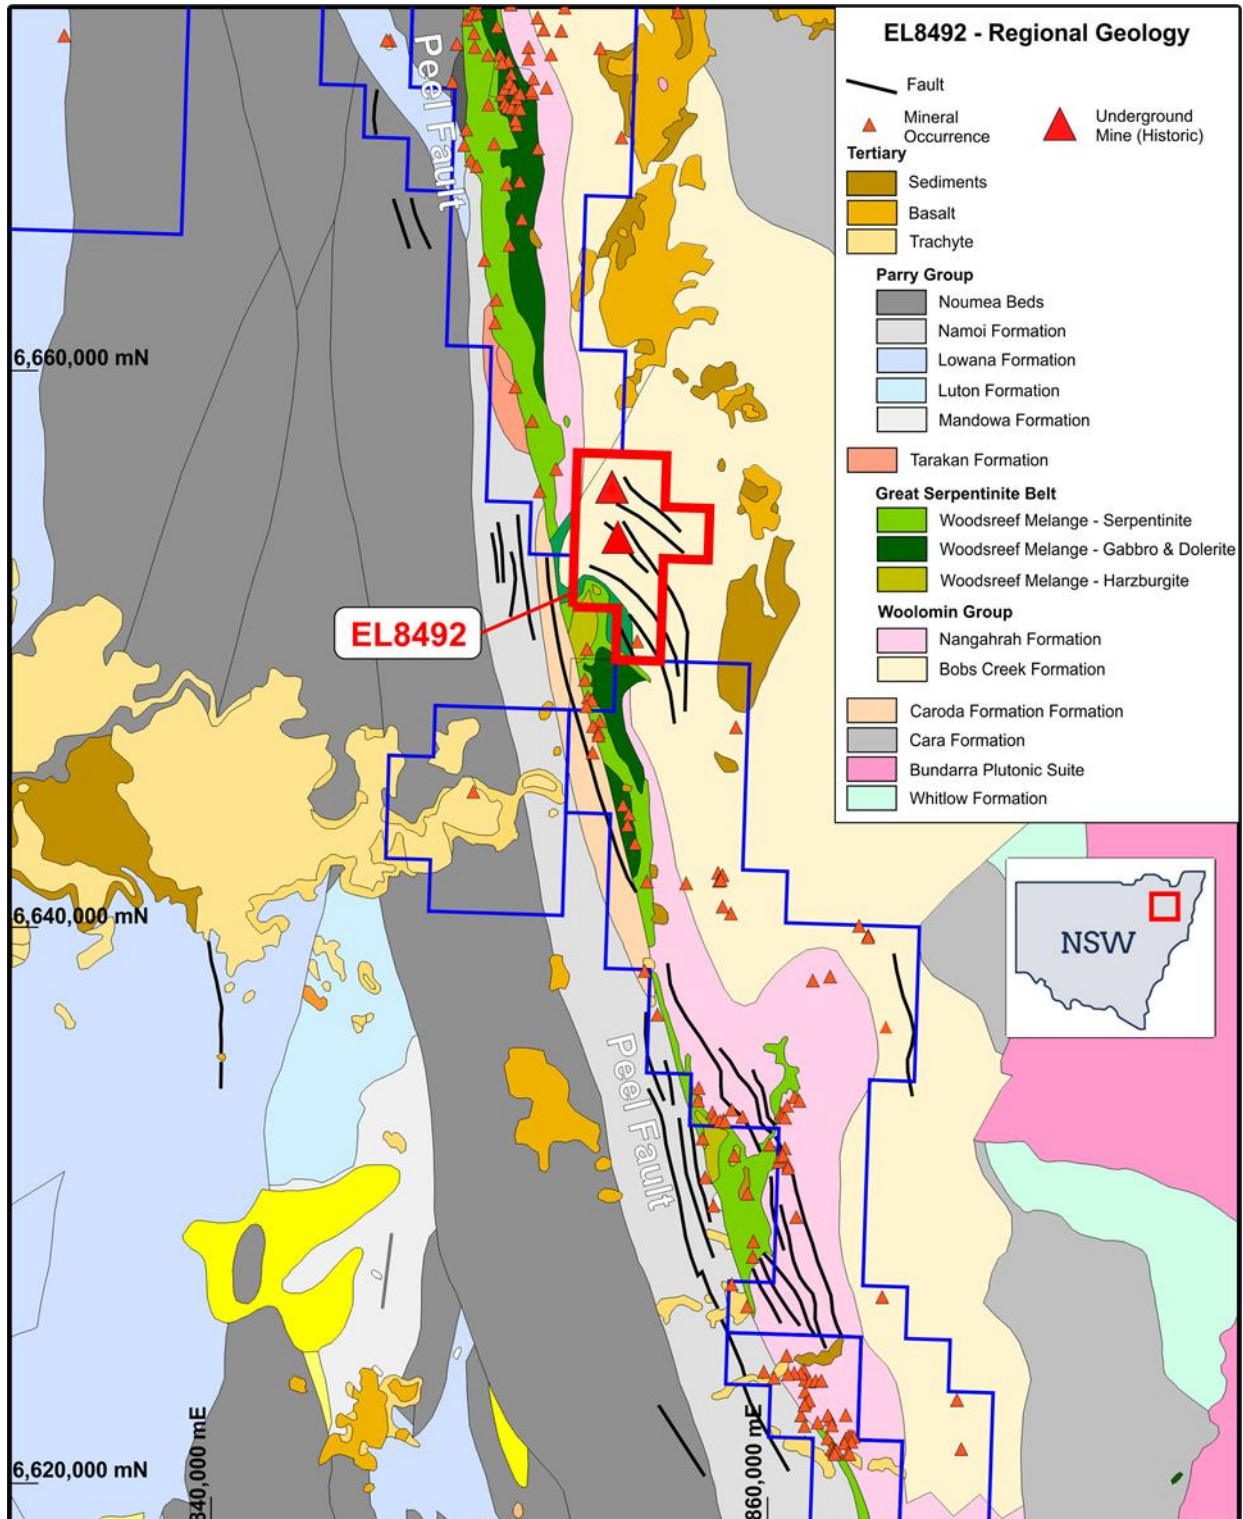 EL8492 - Regional Geology
Fault
Mineral
Occurrence
Underground
Mine (Historic)
Tertiary
Sediments
Basalt
Trachyte
Parry Group
Noumea Beds
Namoi Formation
Lowana Formation
Luton Formation
Mandowa Formation
Tarakan Formation
Great Serpentinite Belt
Woodsreef Melange - Serpentinite
Woodsreef Melange - Gabbro & Dolerite
Woodsreef Melange - Harzburgite
Woolomin Group
Nangahrah Formation
Bobs Creek Formation
Caroda Formation Formation
Cara Formation
Bundarra Plutonic Suite
Whitlow Formation
Peel Fault
6,660,000 mN
EL8492
6,640,000 mN
NSW
Peel Fault
6,620,000 mN
840,000 mE
860,000 mE